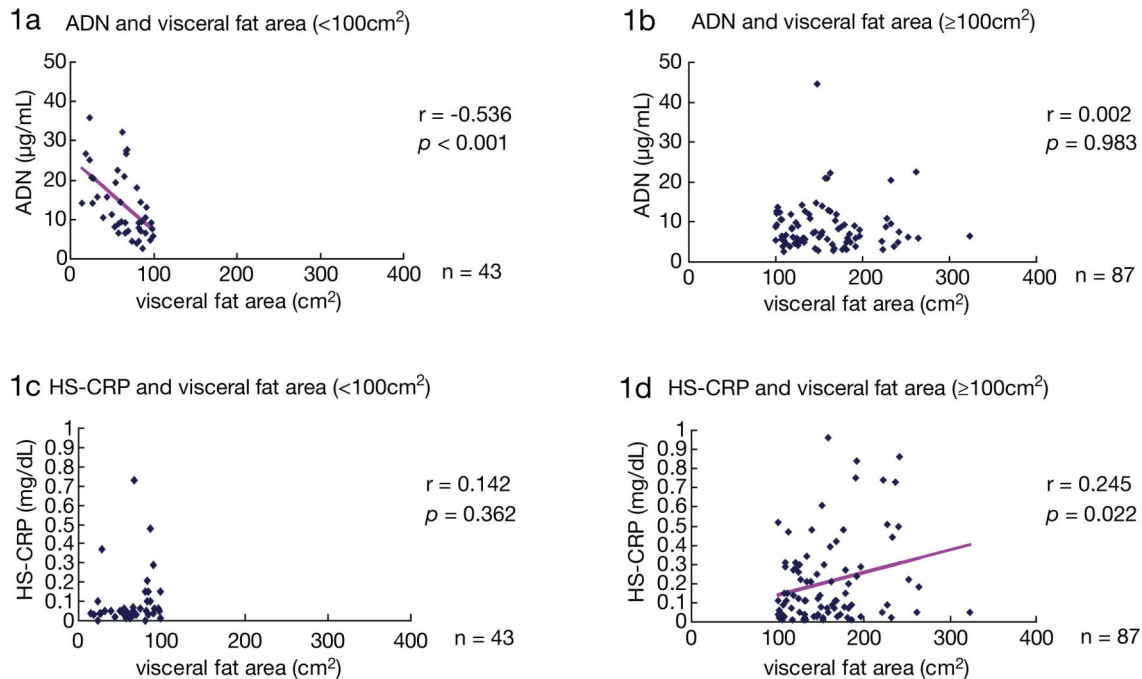 1a ADN and visceral fat area (<100cm²)
50
40
30
20
10
0
ADN (µg/mL)
r = -0.536
p < 0.001
0 100 200 300 400
n = 43
visceral fat area (cm²)
1b ADN and visceral fat area (≥100cm²)
50
40
30
20
10
0
ADN (µg/mL)
r = 0.002
p = 0.983
0 100 200 300 400
n = 87
visceral fat area (cm²)
1c HS-CRP and visceral fat area (<100cm²)
1
0.9
0.8
0.7
0.6
0.5
0.4
0.3
0.2
0.1
0
HS-CRP (mg/dL)
r = 0.142
p = 0.362
0 100 200 300 400
n = 43
visceral fat area (cm²)
1d HS-CRP and visceral fat area (≥100cm²)
1
0.9
0.8
0.7
0.6
0.5
0.4
0.3
0.2
0.1
0
HS-CRP (mg/dL)
r = 0.245
p = 0.022
0 100 200 300 400
n = 87
visceral fat area (cm²)